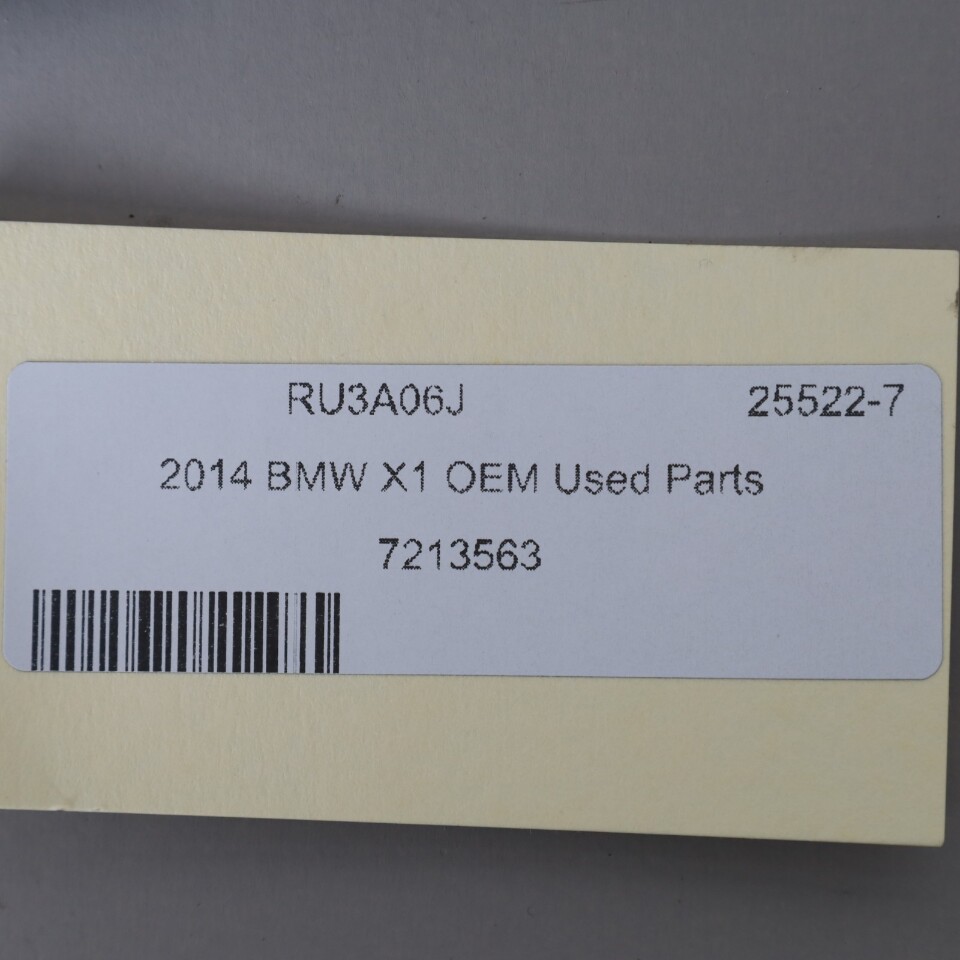 RU3A06J 25522-7
2014 BMW X1 OEM Used Parts
7213563